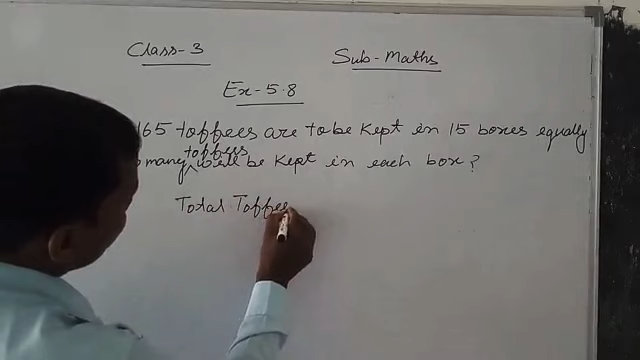 Class-3
Sub-Maths
Ex-5.8
165 toffees are to be kept in 15 boxes equally
many toffees will be kept in each box?
Total Toffee